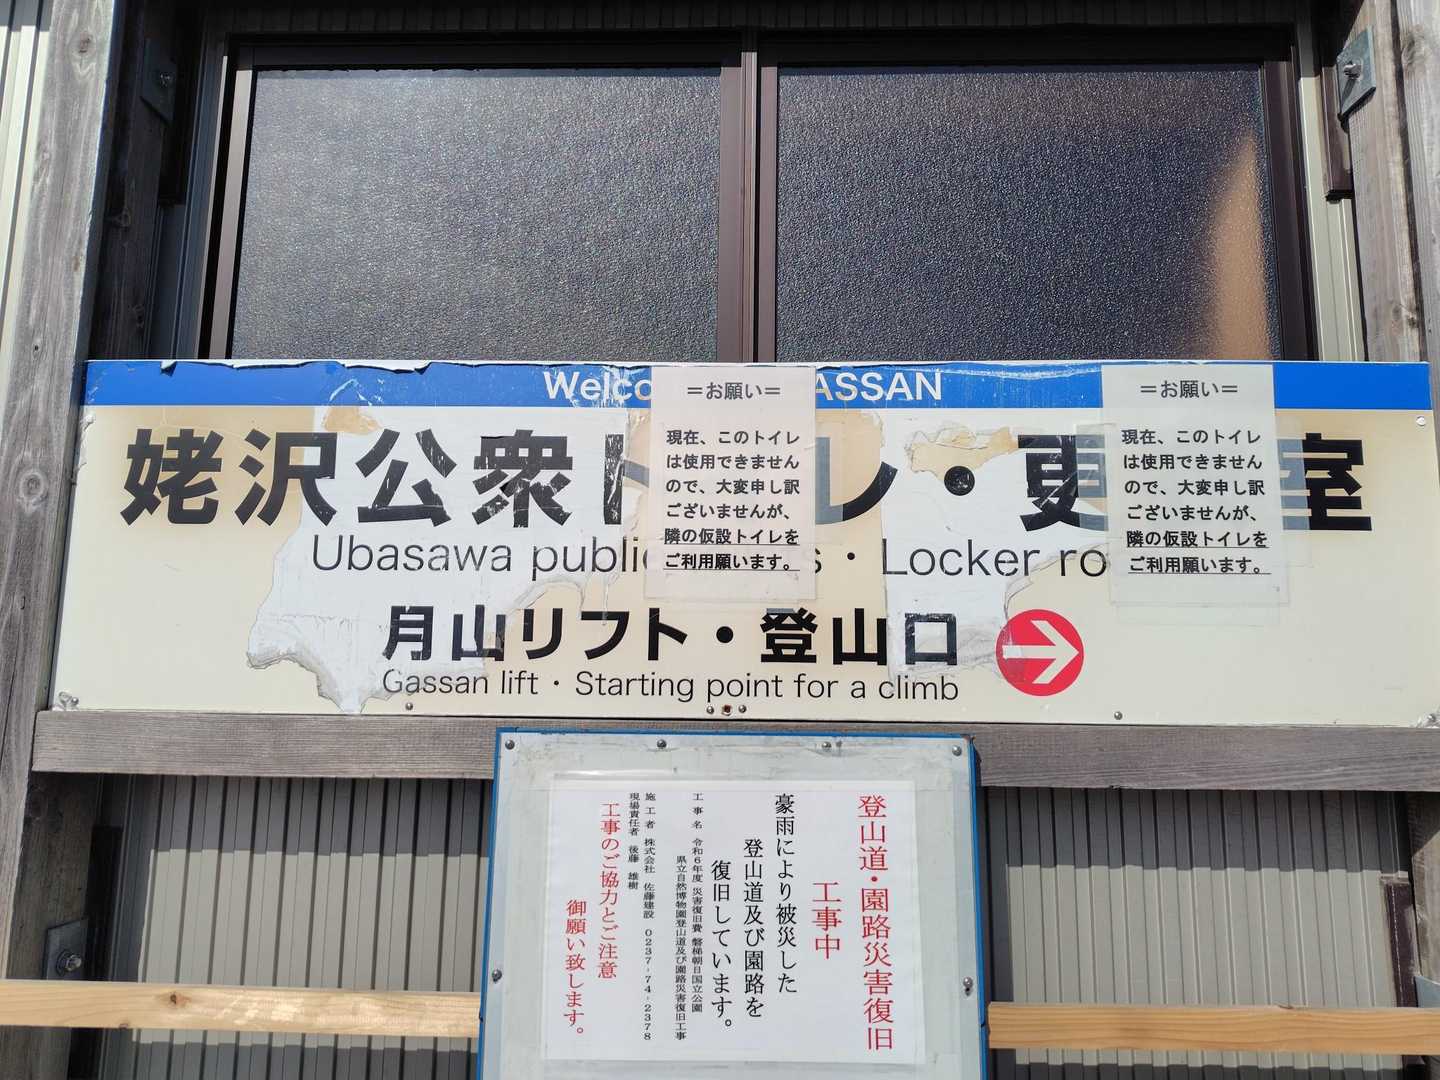 Welco ASSAN
姥沢公衆ト レ・更 室
Ubasawa public s・Locker ro
月山リフト・登山口
Gassan lift・Starting point for a climb
=お願い=
現在、このトイレ
は使用できません
ので、大変申し訳
ございませんが、
隣の仮設トイレを
ご利用願います。
=お願い=
現在、このトイレ
は使用できません
ので、大変申し訳
ございませんが、
隣の仮設トイレを
ご利用願います。
登山道・園路災害復旧
工事中
豪雨により被災した
登山道及び園路を
復旧しています。
工事名 令和6年度 災害復旧費 磐梯朝日国立公園
県立自然博物園登山道及び園路災害復旧工事
施工者 株式会社 佐藤建設 0237-74-2378
現場責任者 後藤 雄樹
工事のご協力とご注意
御願い致します。